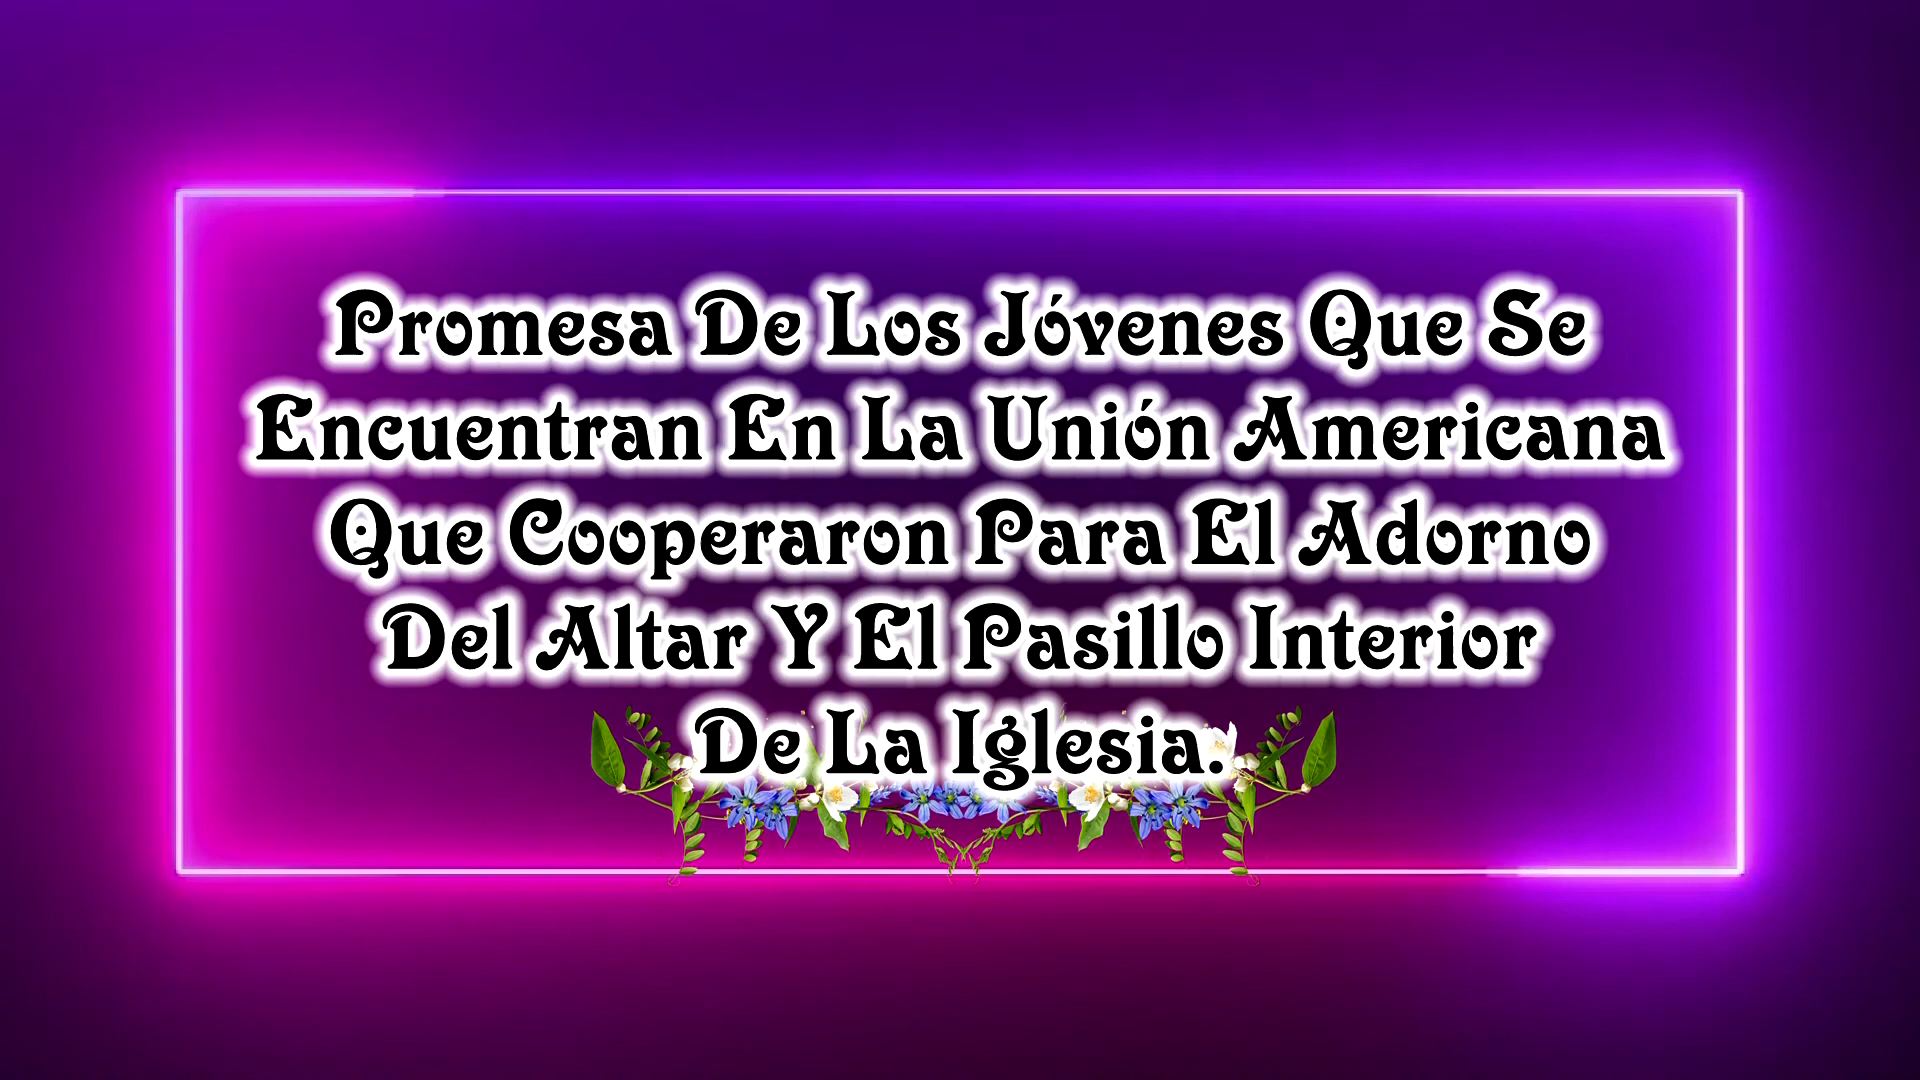 Promesa De Los Jóvenes Que Se
Encuentran En La Unión Americana
Que Cooperaron Para El Adorno
Del Altar Y El Pasillo Interior
De La Iglesia.